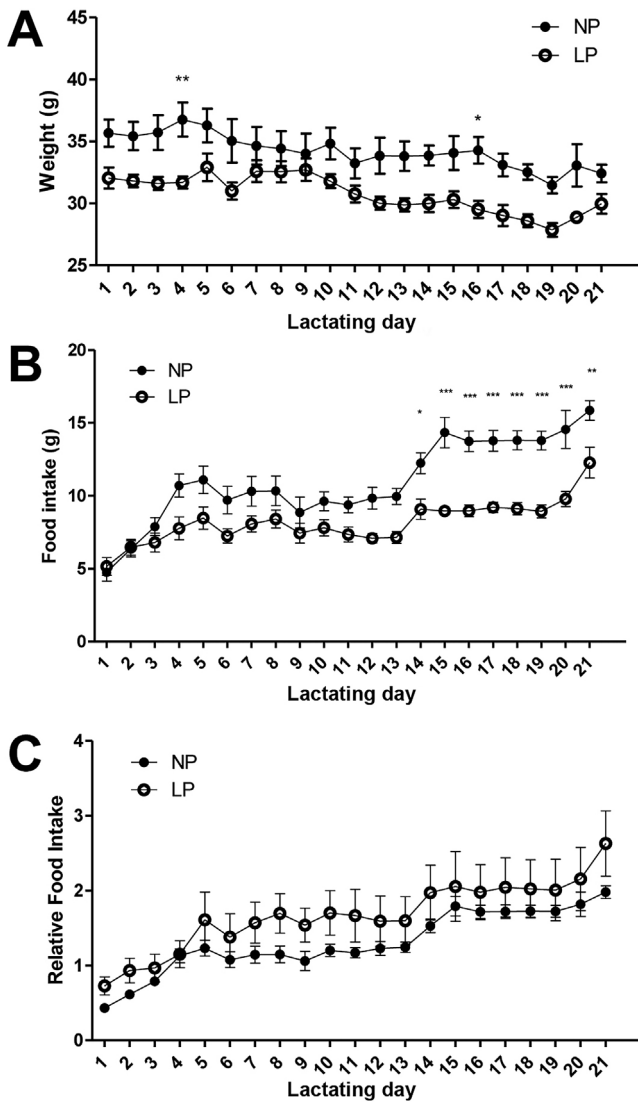 A
45
40
35
30
25
Weight (g)
NP
LP
**
*
1 2 3 4 5 6 7 8 9 10 11 12 13 14 15 16 17 18 19 20 21
Lactating day
B
20
15
10
5
0
Food intake (g)
NP
LP
* *** *** *** *** *** *** **
1 2 3 4 5 6 7 8 9 10 11 12 13 14 15 16 17 18 19 20 21
Lactating day
C
4
3
2
1
0
Relative Food Intake
NP
LP
1 2 3 4 5 6 7 8 9 10 11 12 13 14 15 16 17 18 19 20 21
Lactating day